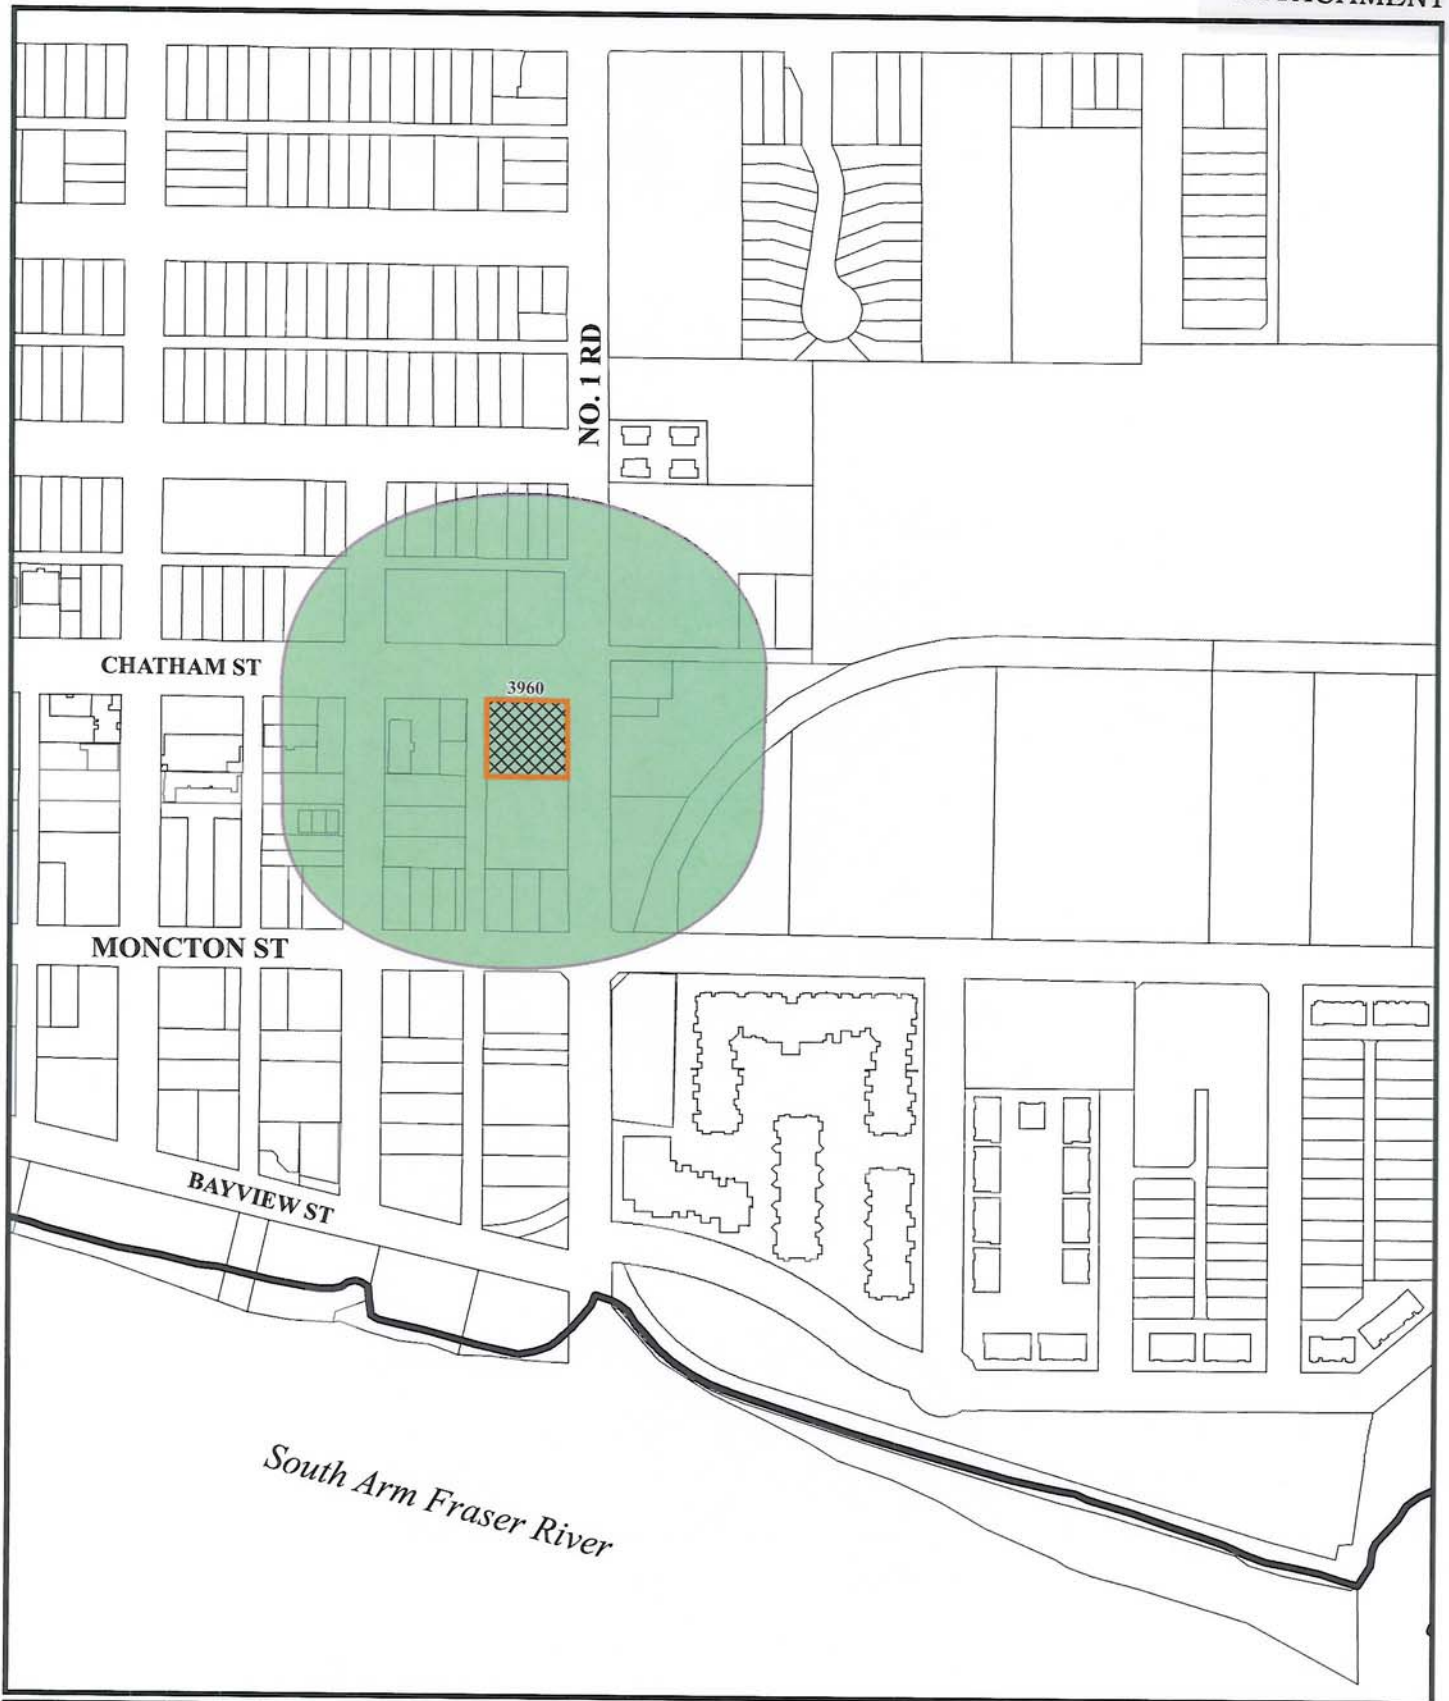 NO. 1 RD
CHATHAM ST
3960
MONCTON ST
BAYVIEW ST
South Arm Fraser River